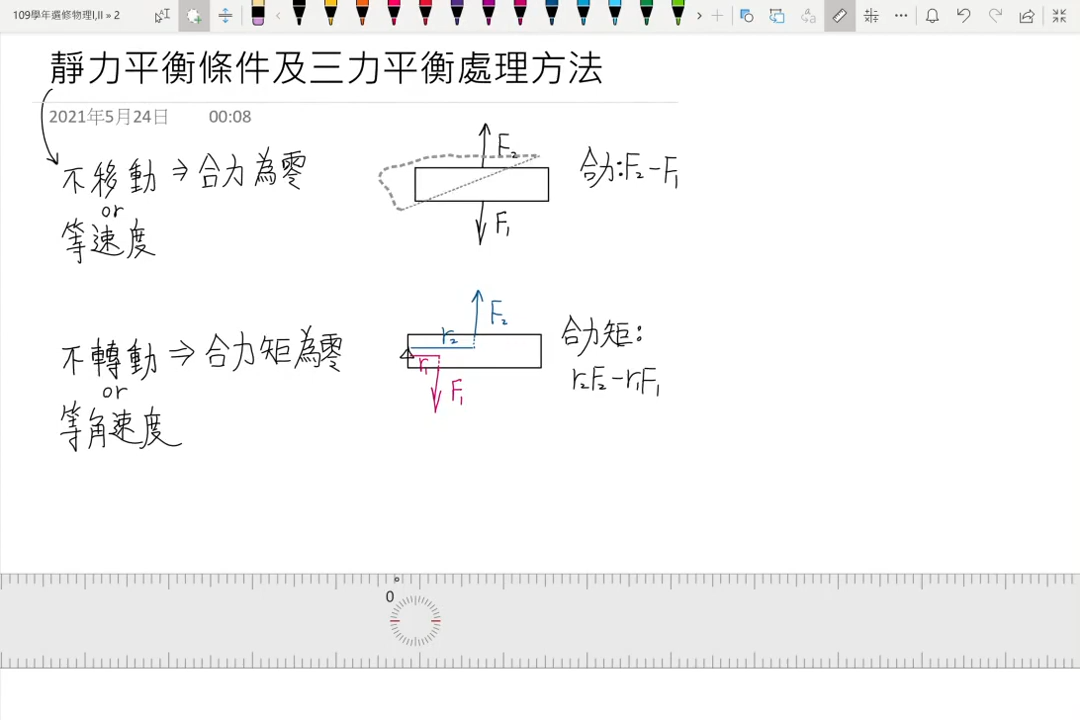 109學年選修物理I,II » 2
靜力平衡條件及三力平衡處理方法
2021年5月24日 00:08
不移動⇒合力為零
or
等速度
F₂
F₁
合力:F₂-F₁
不轉動⇒合力矩為零
or
等角速度
F₂
r₂
r₁
F₁
合力矩:
r₂F₂-r₁F₁
0